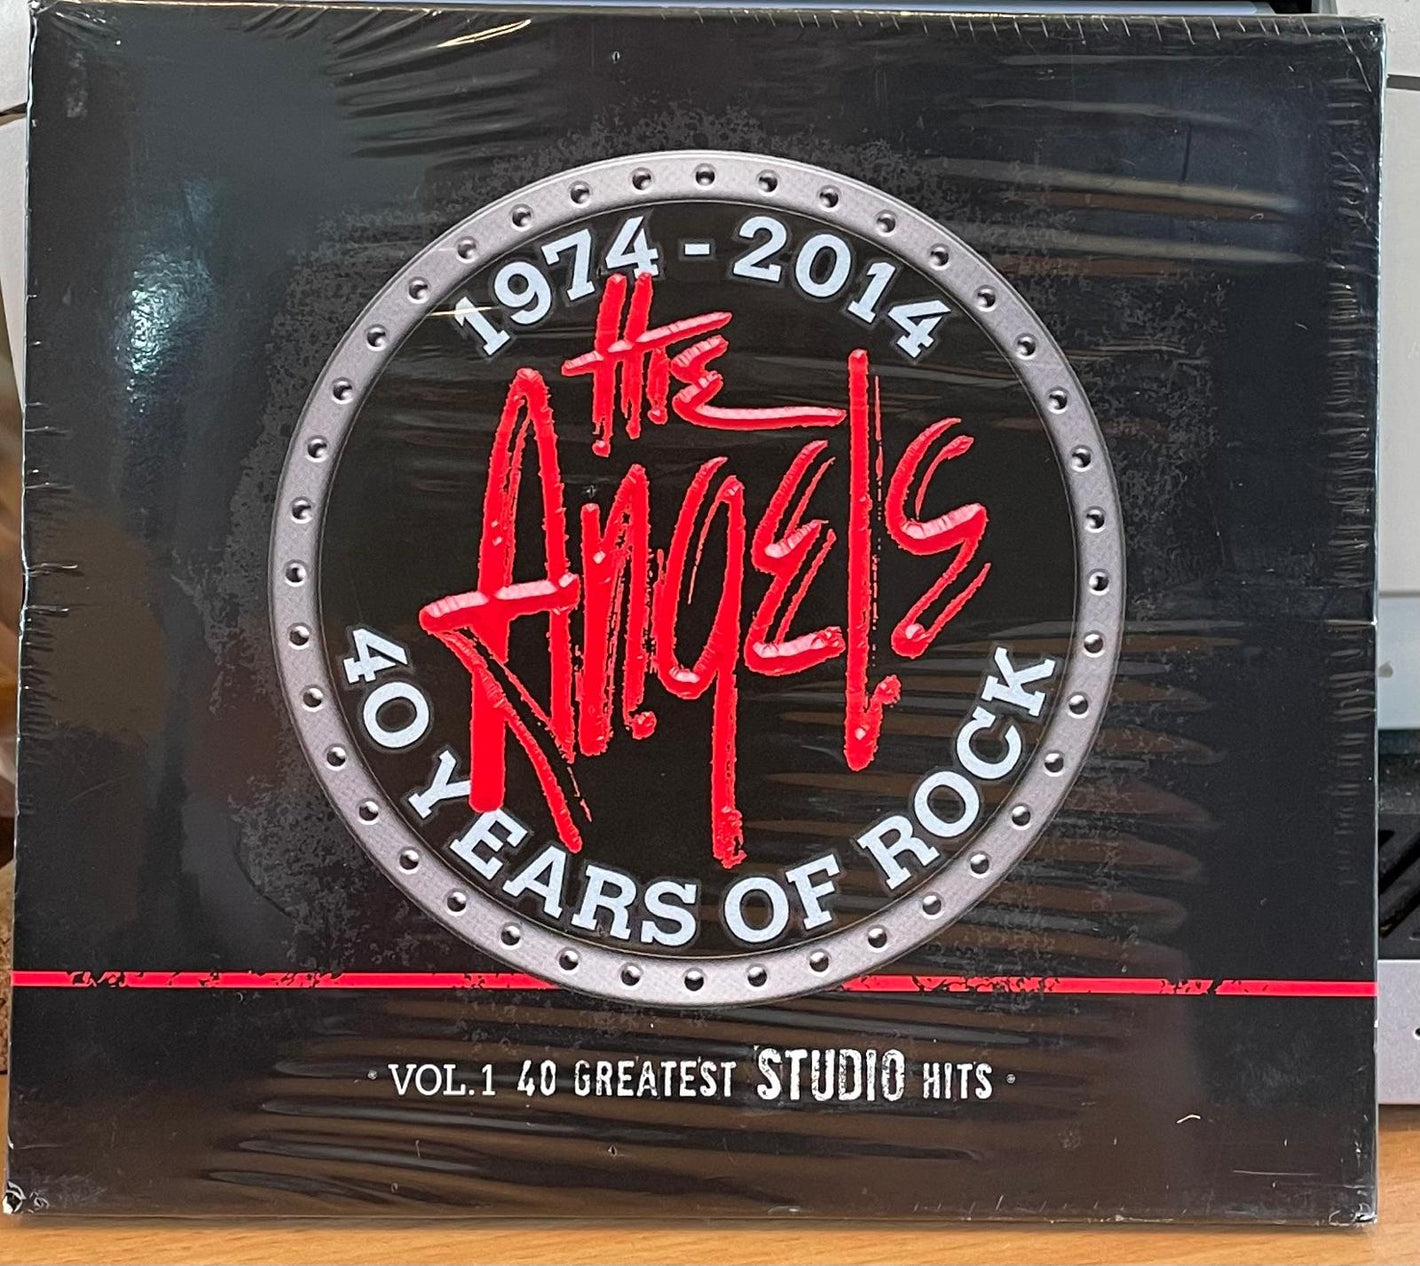 1974 - 2014
THE
Angels
40 YEARS OF ROCK
· VOL. 1 40 GREATEST STUDIO HITS ·